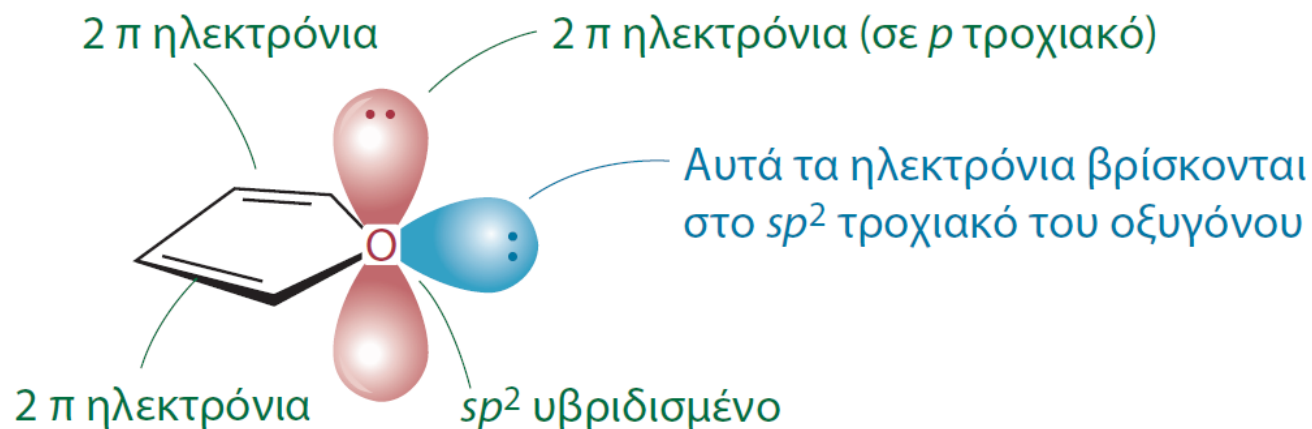 2 π ηλεκτρόνια
2 π ηλεκτρόνια (σε p τροχιακό)
Αυτά τα ηλεκτρόνια βρίσκονται
στο sp² τροχιακό του οξυγόνου
O
2 π ηλεκτρόνια
sp² υβριδισμένο